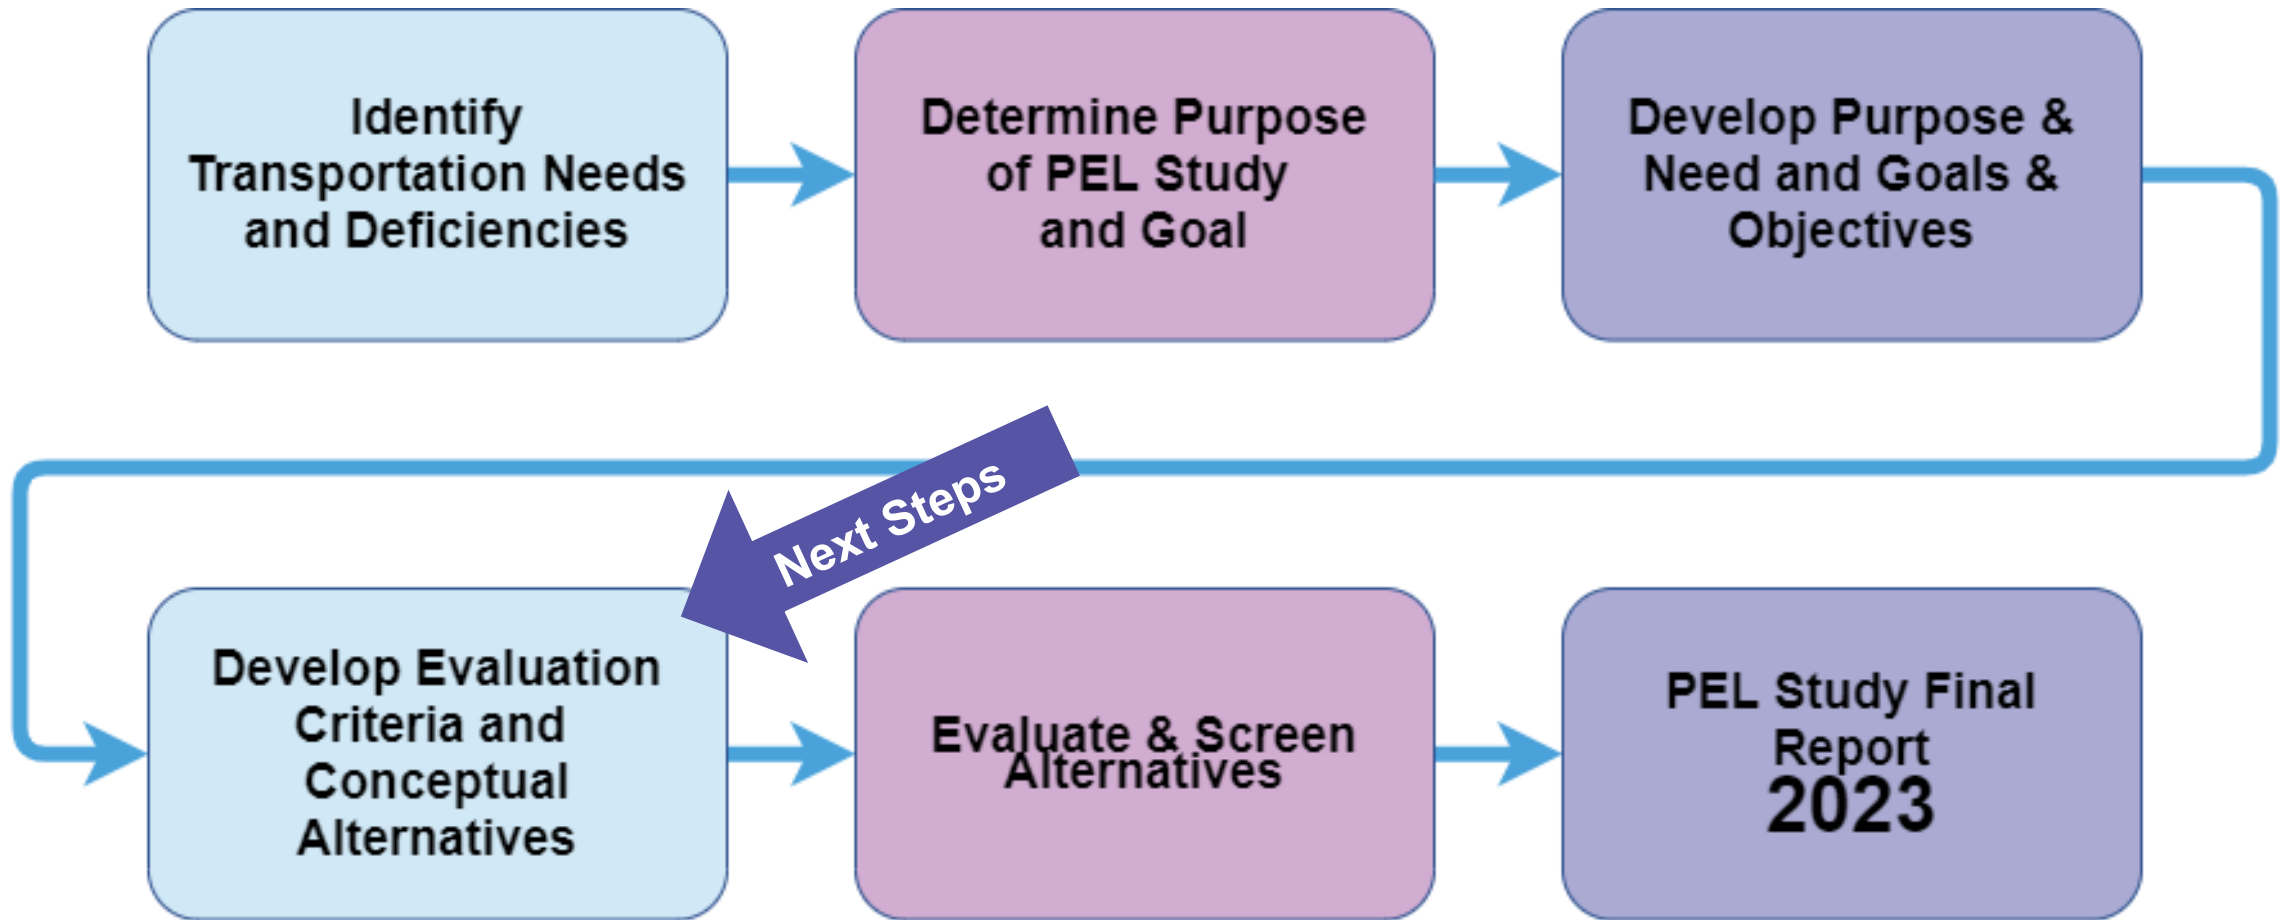 Identify
Transportation Needs
and Deficiencies
Determine Purpose
of PEL Study
and Goal
Develop Purpose &
Need and Goals &
Objectives
Next Steps
Develop Evaluation
Criteria and
Conceptual
Alternatives
Evaluate & Screen
Alternatives
PEL Study Final
Report
2023